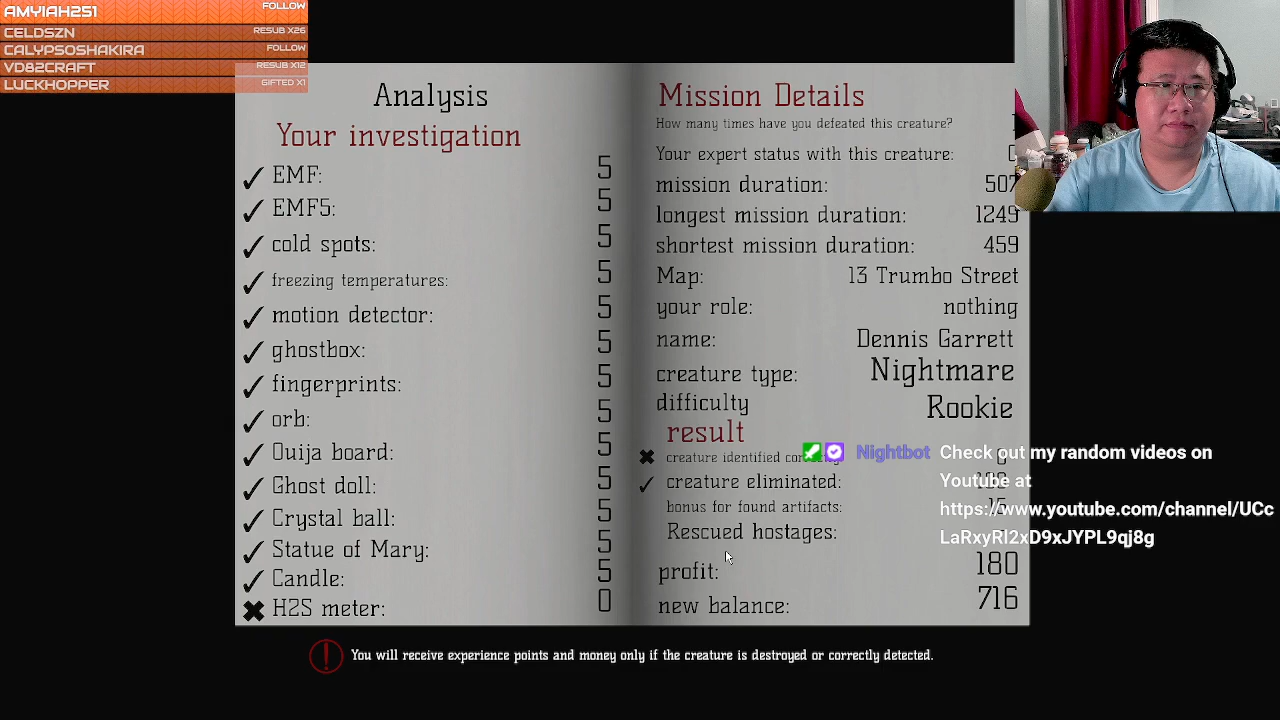 AMYIAH251 FOLLOW
CELDSZN RESUB X26
CALYPSOSHAKIRA FOLLOW
VD82CRAFT RESUB X12
LUCKHOPPER GIFTED X1
Analysis
Your investigation
EMF: 5
EMF5: 5
cold spots: 5
freezing temperatures: 5
motion detector: 5
ghostbox: 5
fingerprints: 5
orb: 5
Ouija board: 5
Ghost doll: 5
Crystal ball: 5
Statue of Mary: 5
Candle: 5
H2S meter: 0
Mission Details
How many times have you defeated this creature?
Your expert status with this creature:
mission duration: 507
longest mission duration: 1249
shortest mission duration: 459
Map: 13 Trumbo Street
your role: nothing
name: Dennis Garrett
creature type: Nightmare
difficulty Rookie
result
creature identified
creature eliminated:
bonus for found artifacts: 15
Rescued hostages:
profit: 180
new balance: 716
Nightbot Check out my random videos on
Youtube at
https://www.youtube.com/channel/UCc
LaRxyRl2xD9xJYPL9qj8g
You will receive experience points and money only if the creature is destroyed or correctly detected.